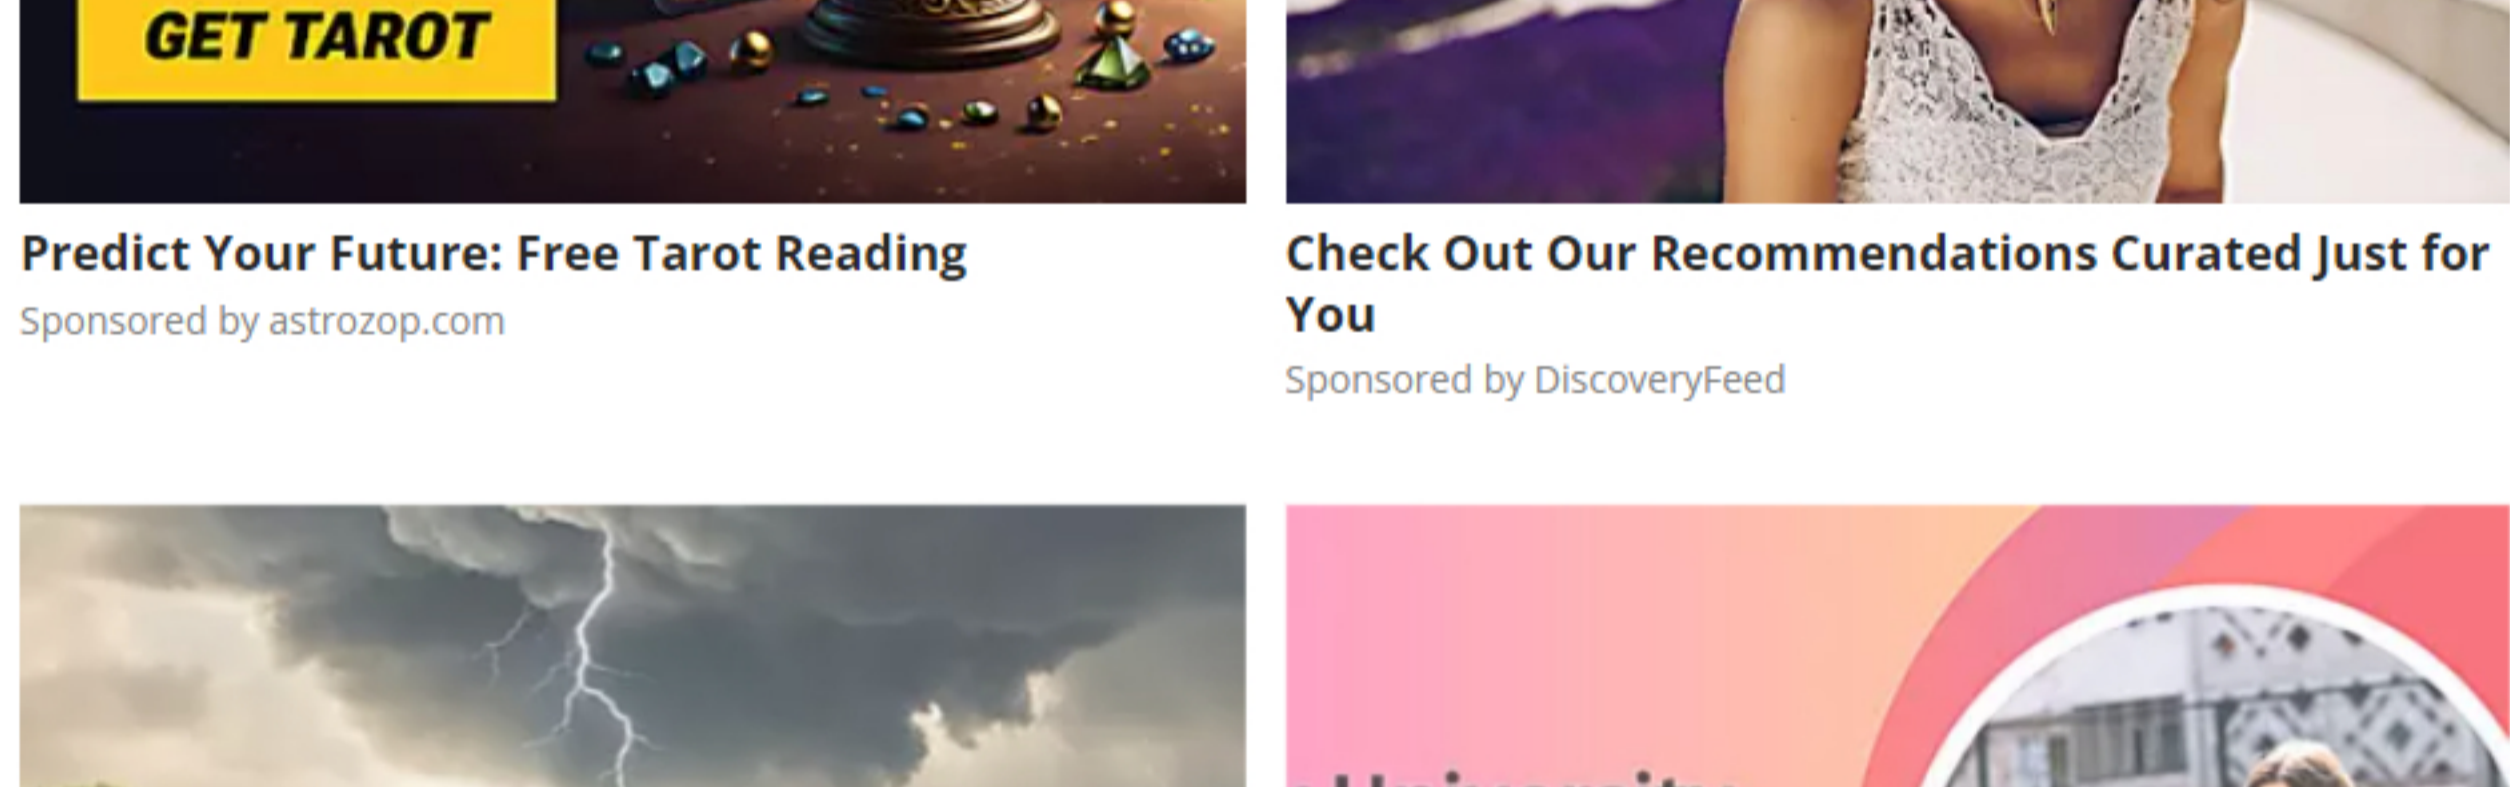 GET TAROT
Predict Your Future: Free Tarot Reading
Sponsored by astrozop.com
Check Out Our Recommendations Curated Just for
You
Sponsored by DiscoveryFeed